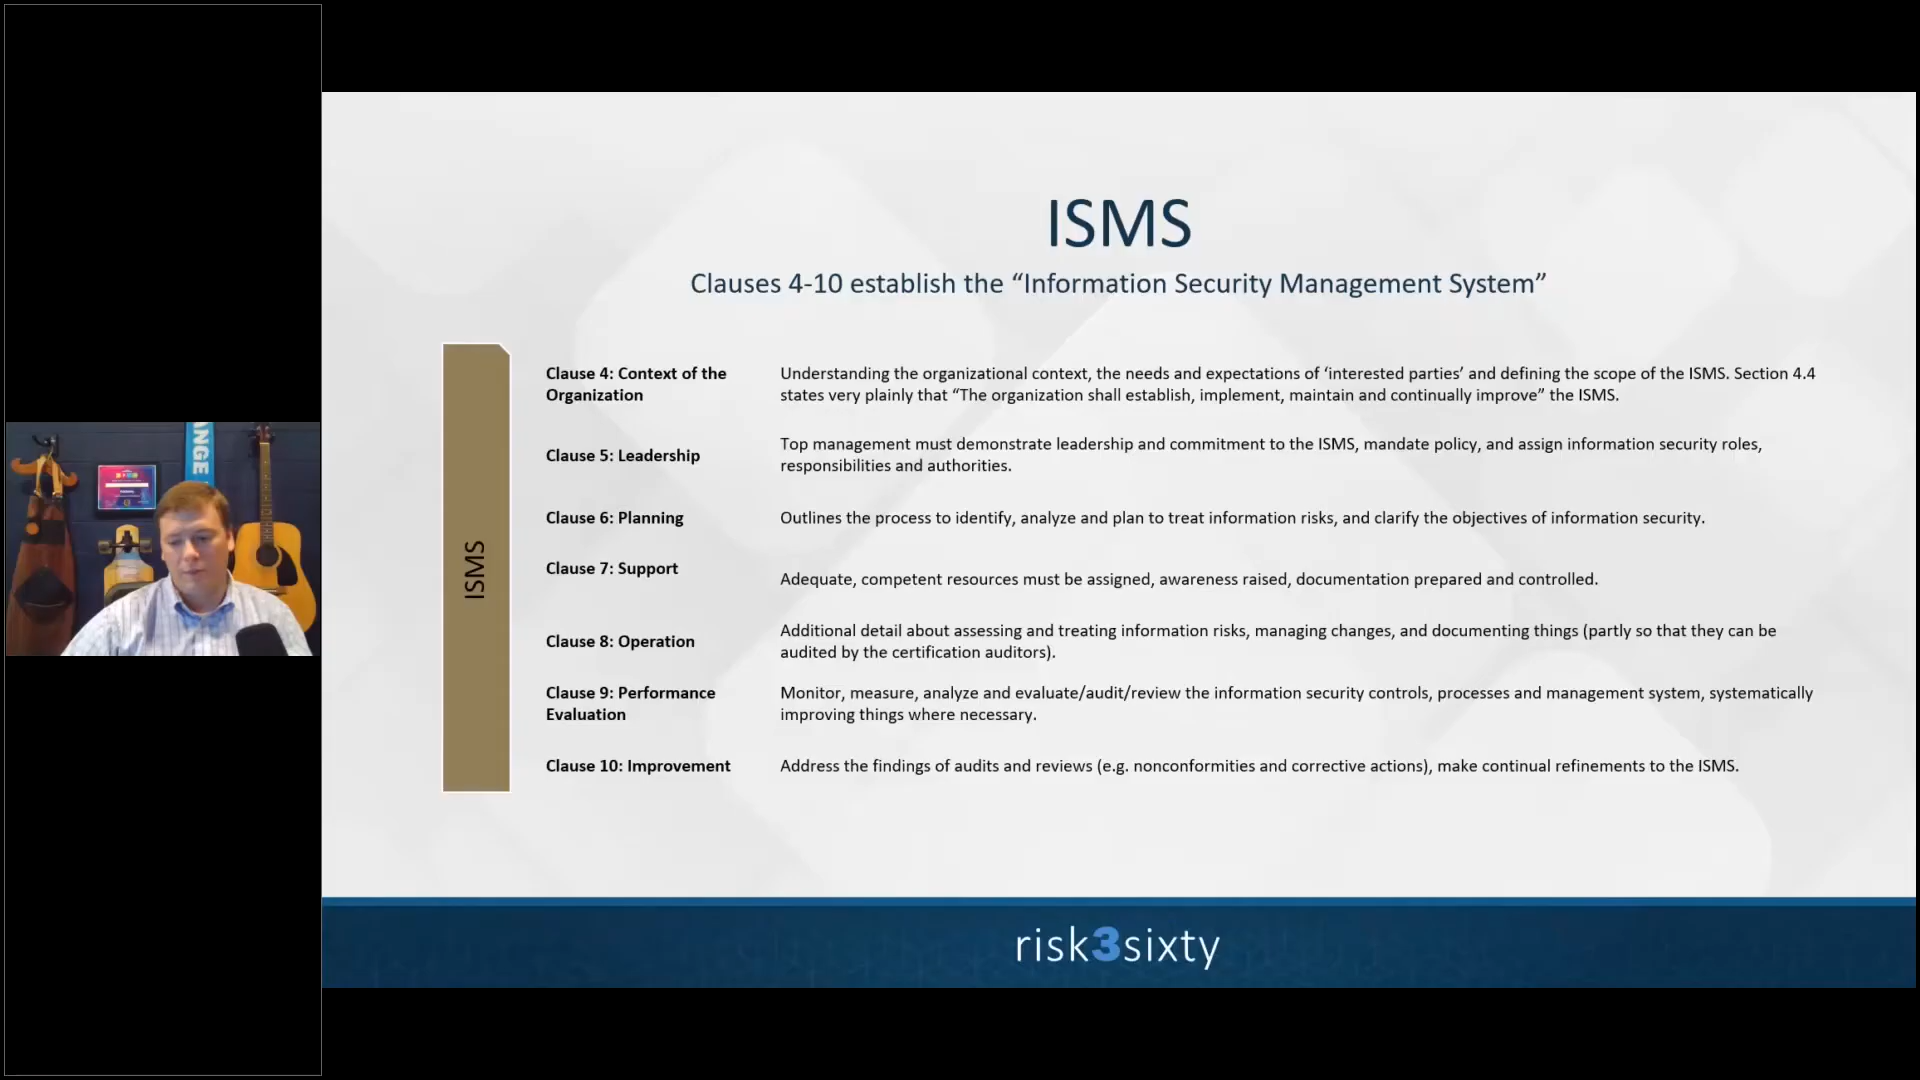 ISMS
Clauses 4-10 establish the “Information Security Management System”
ISMS
Clause 4: Context of the
Organization
Understanding the organizational context, the needs and expectations of ‘interested parties’ and defining the scope of the ISMS. Section 4.4
states very plainly that “The organization shall establish, implement, maintain and continually improve” the ISMS.
Clause 5: Leadership
Top management must demonstrate leadership and commitment to the ISMS, mandate policy, and assign information security roles,
responsibilities and authorities.
Clause 6: Planning
Outlines the process to identify, analyze and plan to treat information risks, and clarify the objectives of information security.
Clause 7: Support
Adequate, competent resources must be assigned, awareness raised, documentation prepared and controlled.
Clause 8: Operation
Additional detail about assessing and treating information risks, managing changes, and documenting things (partly so that they can be
audited by the certification auditors).
Clause 9: Performance
Evaluation
Monitor, measure, analyze and evaluate/audit/review the information security controls, processes and management system, systematically
improving things where necessary.
Clause 10: Improvement
Address the findings of audits and reviews (e.g. nonconformities and corrective actions), make continual refinements to the ISMS.
risk3sixty
ANGE